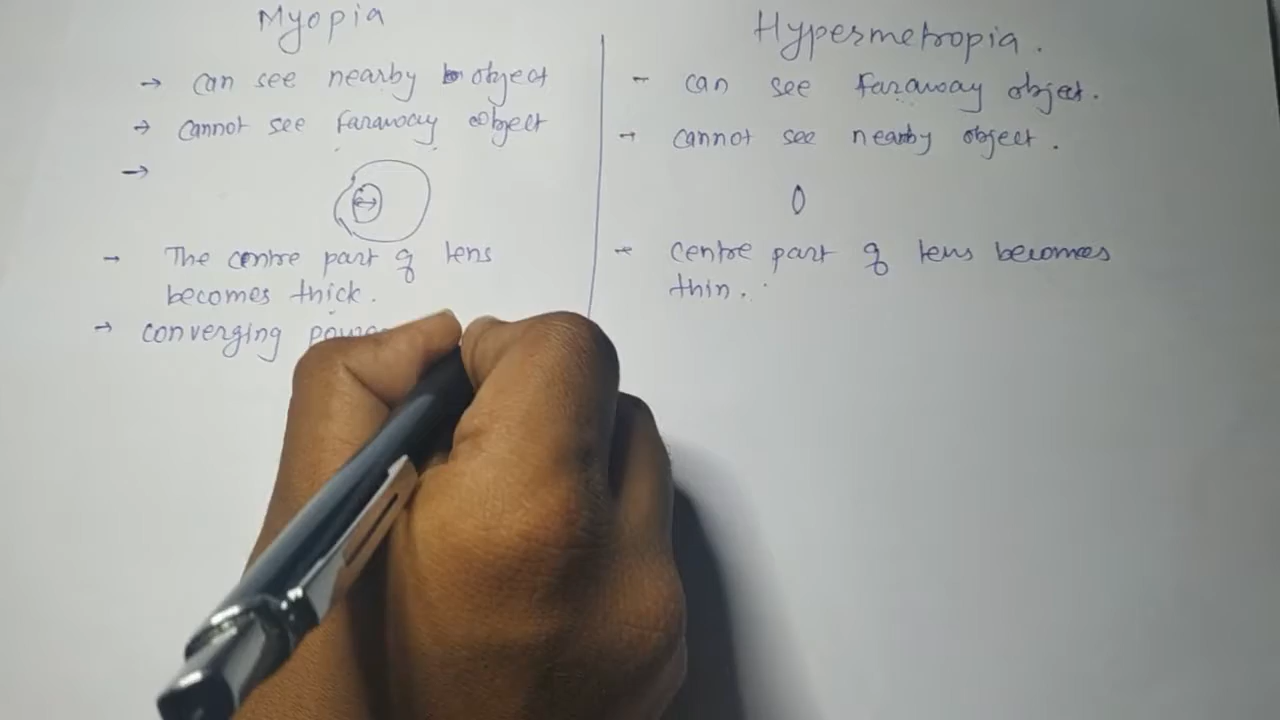 Myopia
→ can see nearby object
→ cannot see faraway object
→
- The centre part of lens
becomes thick.
→ converging power
Hypermetropia.
- can see faraway object.
→ cannot see nearby object.
- centre part of lens becomes
thin.